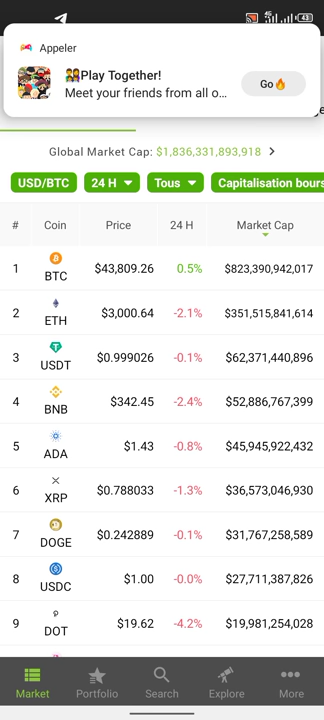 43
Appeler
👫Play Together!
Meet your friends from all o...
Go🔥
Global Market Cap: $1,836,331,893,918
USD/BTC 24 H Tous Capitalisation bours
# Coin Price 24 H Market Cap
1 BTC $43,809.26 0.5% $823,390,942,017
2 ETH $3,000.64 -2.1% $351,515,841,614
3 USDT $0.999026 -0.1% $62,371,440,896
4 BNB $342.45 -2.4% $52,886,767,399
5 ADA $1.43 -0.8% $45,945,922,432
6 XRP $0.788033 -1.3% $36,573,046,930
7 DOGE $0.242889 -0.1% $31,767,258,589
8 USDC $1.00 -0.0% $27,711,387,826
9 DOT $19.62 -4.2% $19,981,254,028
Market Portfolio Search Explore More